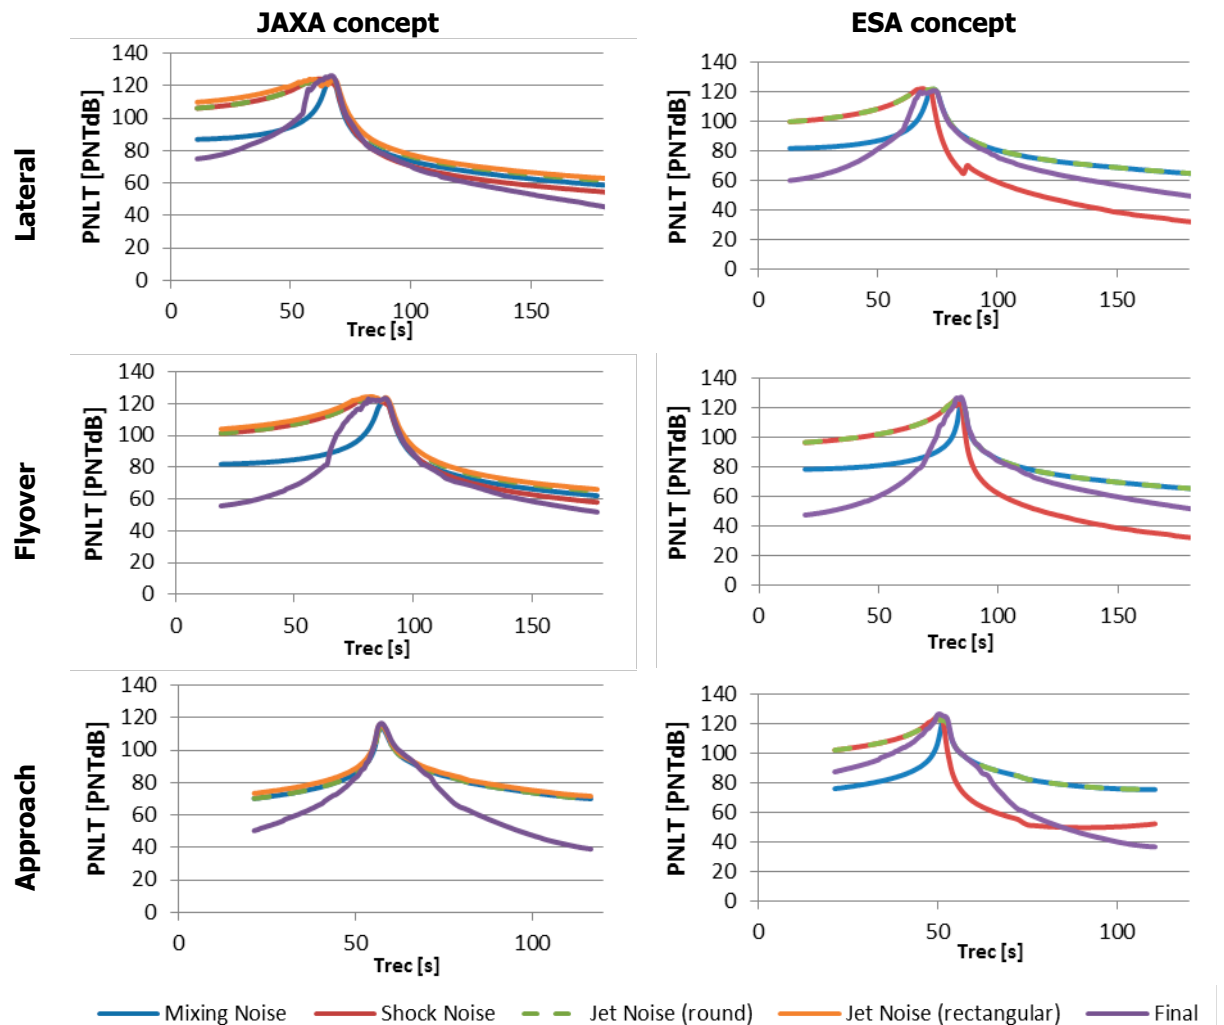 JAXA concept
ESA concept
Lateral
PNLT [PNTdB]
140
120
100
80
60
40
20
0
0 50 100 150
Trec [s]
PNLT [PNTdB]
140
120
100
80
60
40
20
0
0 50 100 150
Trec [s]
Flyover
PNLT [PNTdB]
140
120
100
80
60
40
20
0
0 50 100 150
Trec [s]
PNLT [PNTdB]
140
120
100
80
60
40
20
0
0 50 100 150
Trec [s]
Approach
PNLT [PNTdB]
140
120
100
80
60
40
20
0
0 50 100
Trec [s]
PNLT [PNTdB]
140
120
100
80
60
40
20
0
0 50 100
Trec [s]
Mixing Noise Shock Noise Jet Noise (round) Jet Noise (rectangular) Final